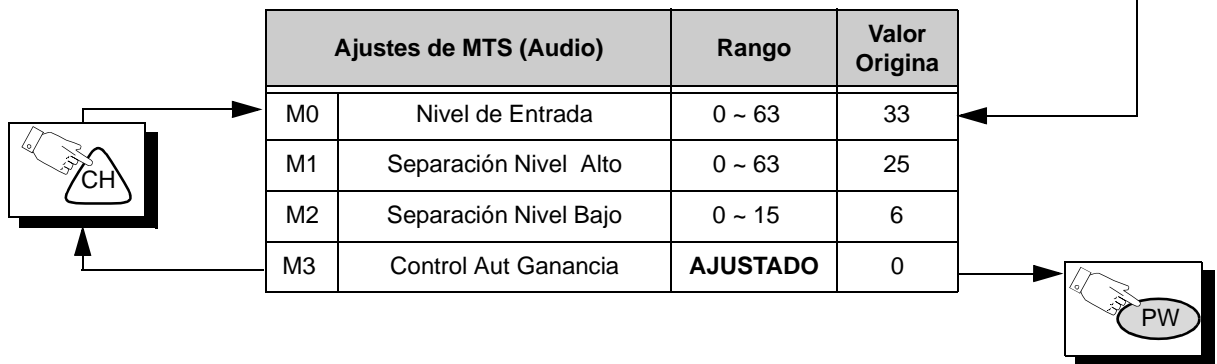 Ajustes de MTS (Audio) Rango Valor
Origina
M0 Nivel de Entrada 0 ~ 63 33
M1 Separación Nivel Alto 0 ~ 63 25
M2 Separación Nivel Bajo 0 ~ 15 6
M3 Control Aut Ganancia AJUSTADO 0
CH
PW